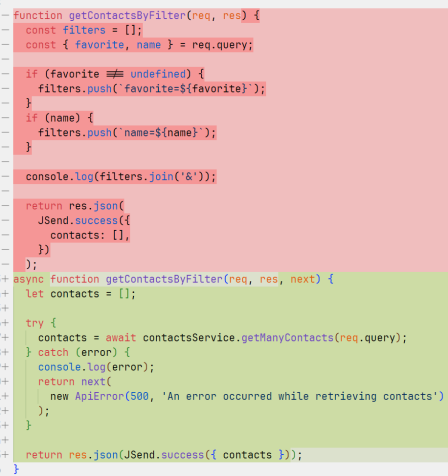 - function getContactsByFilter(req, res) {
-   const filters = [];
-   const { favorite, name } = req.query;
-
-   if (favorite !== undefined) {
-     filters.push(`favorite=${favorite}`);
-   }
-   if (name) {
-     filters.push(`name=${name}`);
-   }
-
-   console.log(filters.join('&'));
-
-   return res.json(
-     JSend.success({
-       contacts: [],
-     })
-   );
+ async function getContactsByFilter(req, res, next) {
+   let contacts = [];
+
+   try {
+     contacts = await contactsService.getManyContacts(req.query);
+   } catch (error) {
+     console.log(error);
+     return next(
+       new ApiError(500, 'An error occurred while retrieving contacts')
+     );
+   }
+
+   return res.json(JSend.success({ contacts }));
}